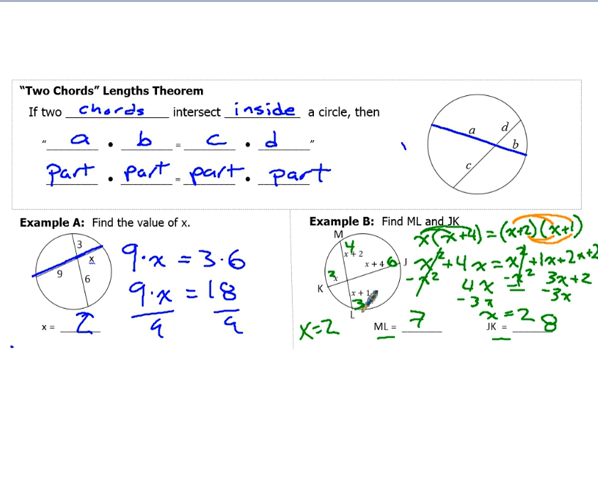 "Two Chords" Lengths Theorem
If two chords intersect inside a circle, then
"a · b = c · d"
part · part = part · part
a
d
b
c
Example A: Find the value of x.
3
x
9
6
9·x = 3·6
9·x = 18
9 9
x = 2
Example B: Find ML and JK
M
4
x + 2
x + 4 6 J
K
x + 1
3
L
x(x+4) = (x+2)(x+1)
x²+4x = x²+1x+2x+2
-x² -x²
4x = 3x+2
-3x -3x
x = 2
x=2
ML = 7
JK = 8